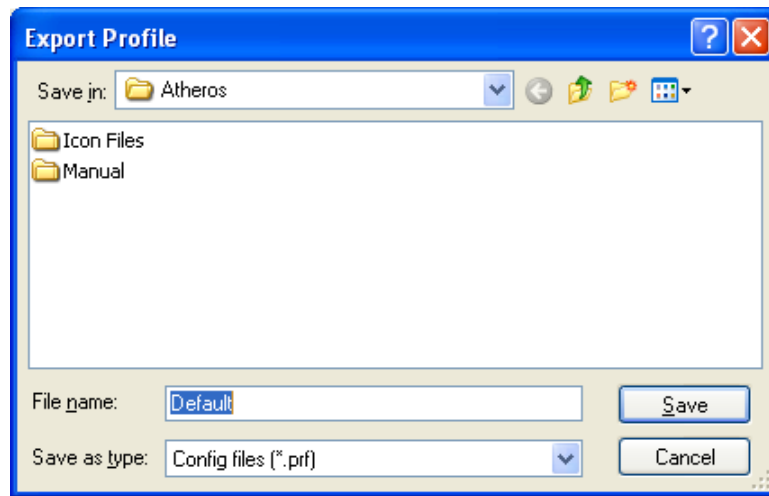 Export Profile
Save in: Atheros
Icon Files
Manual
File name: Default Save
Save as type: Config files (*.prf) Cancel